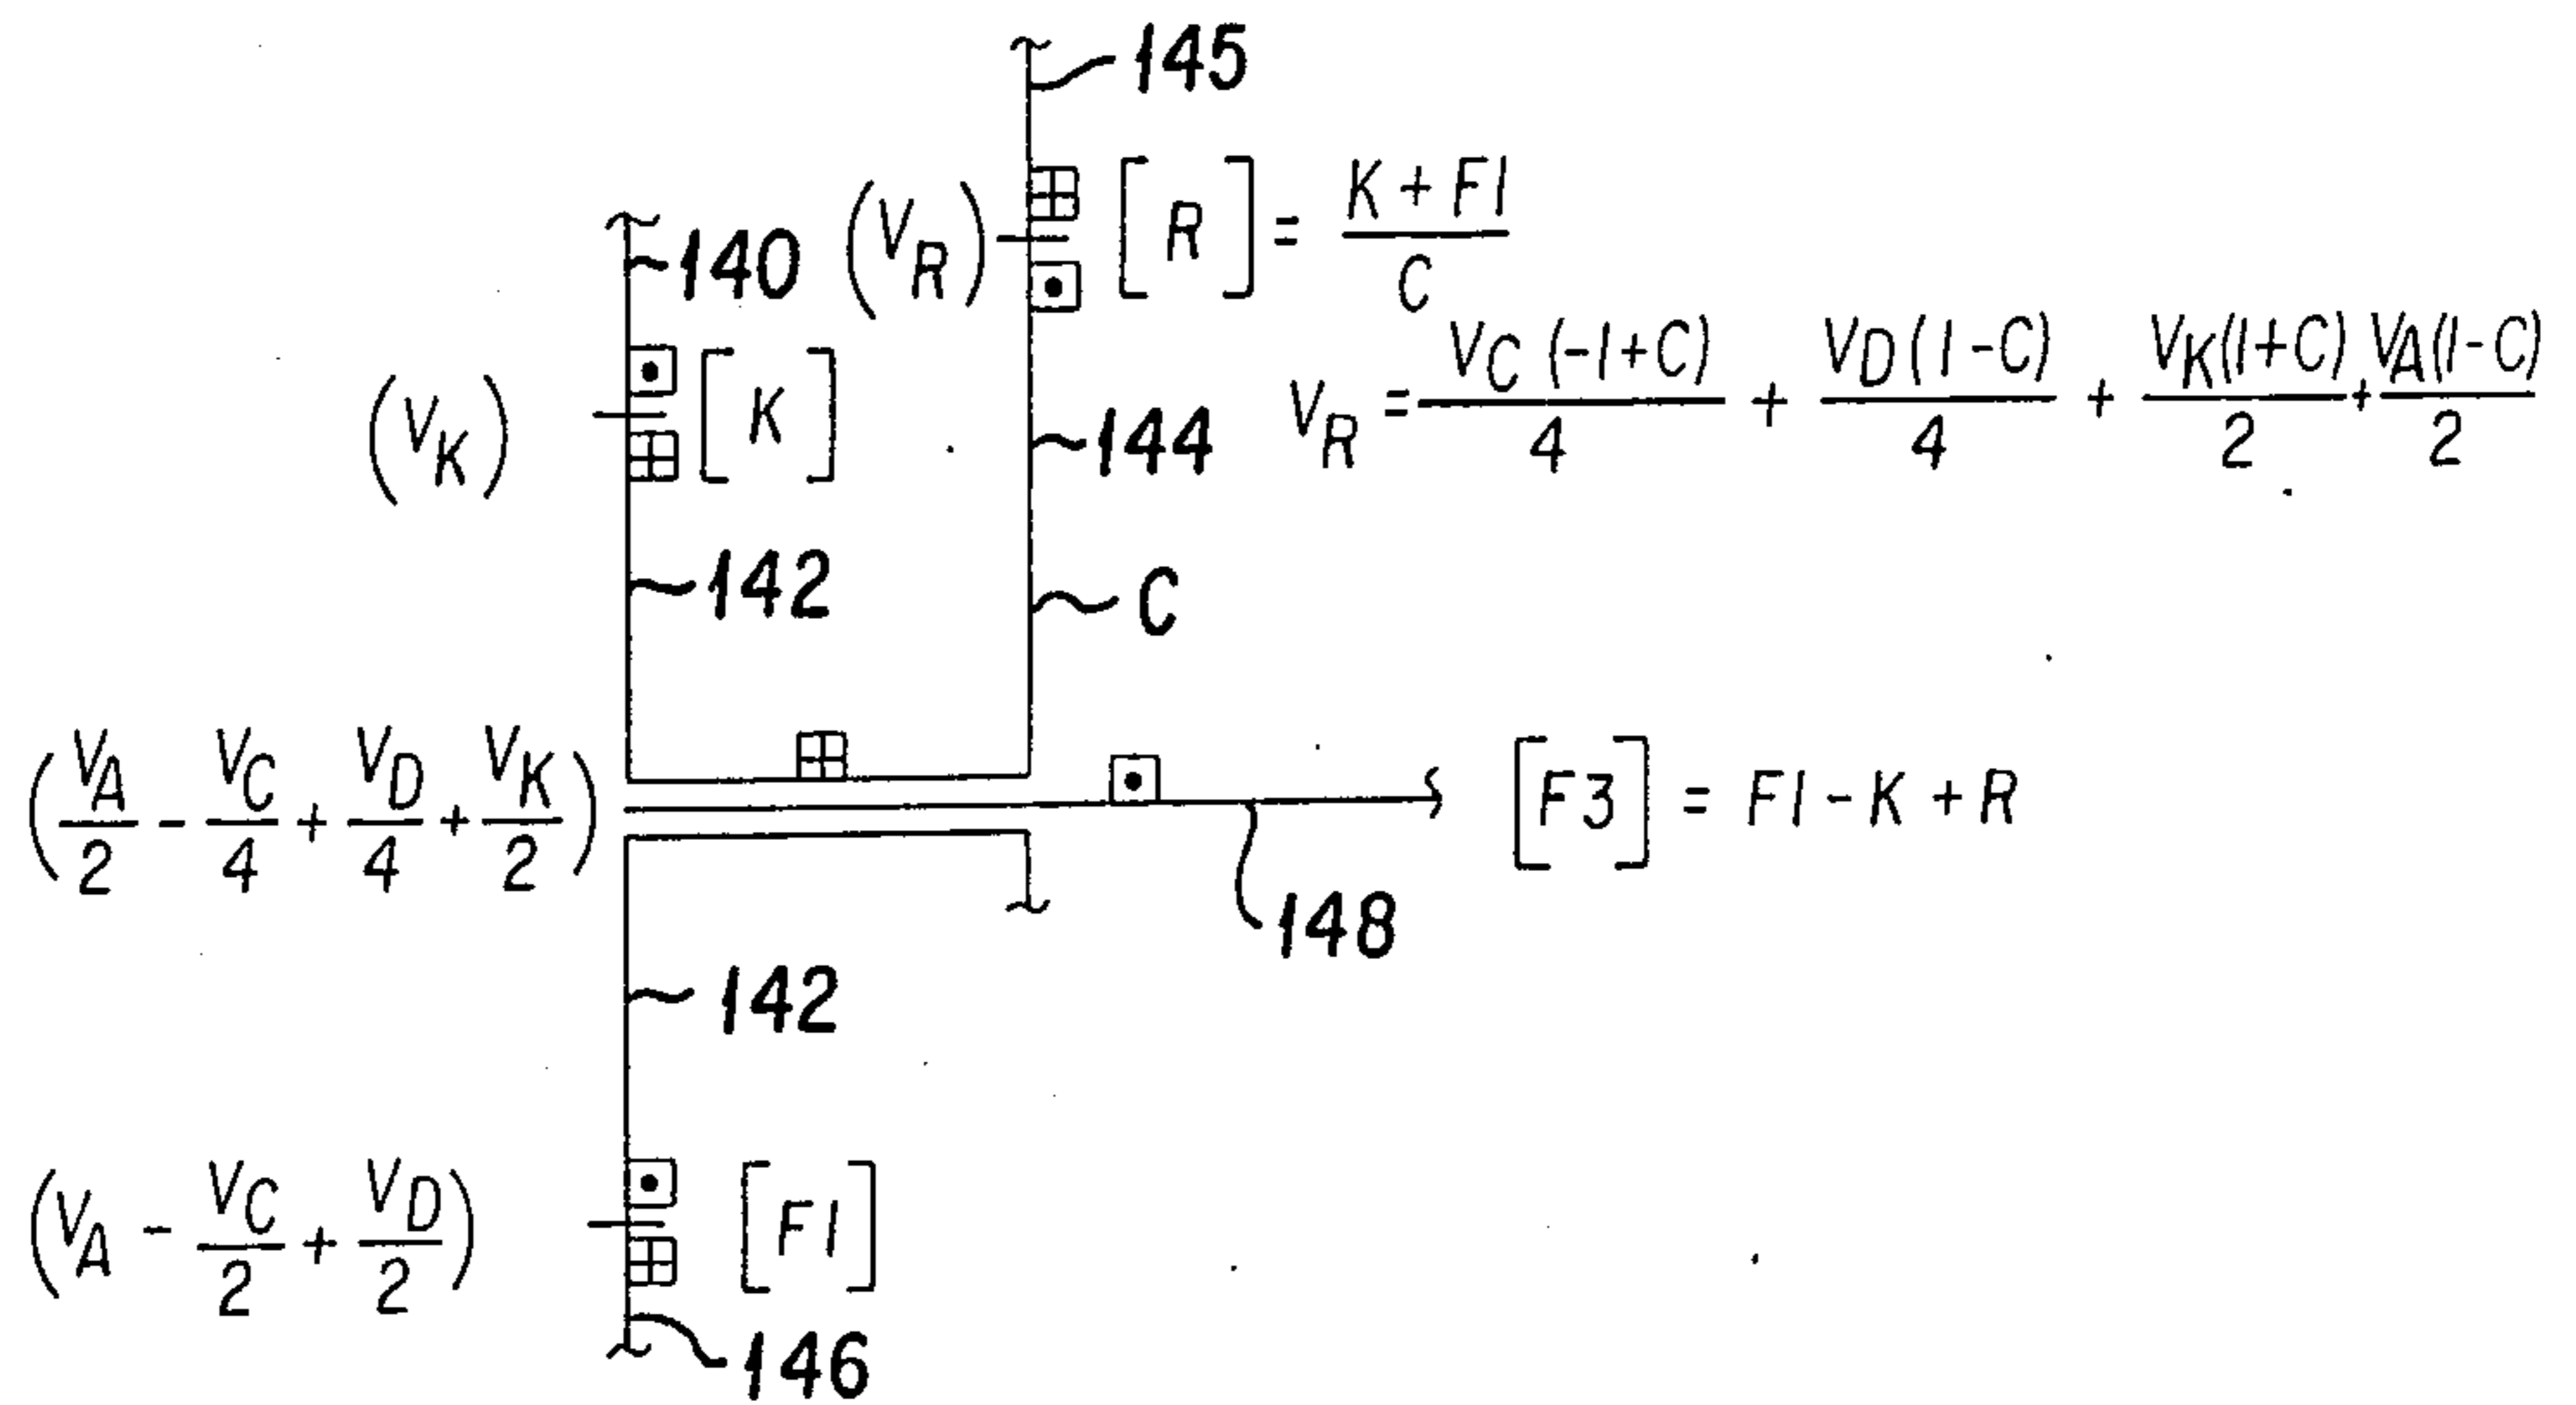 145
(V_R) [R] = (K + F1)/C
140
(V_K) [K]
V_R = V_C(-1+C)/4 + V_D(1-C)/4 + V_K(1+C)/2 + V_A(1-C)/2
144
142
C
(V_A/2 - V_C/4 + V_D/4 + V_K/2)
[F3] = F1 - K + R
148
142
(V_A - V_C/2 + V_D/2) [F1]
146